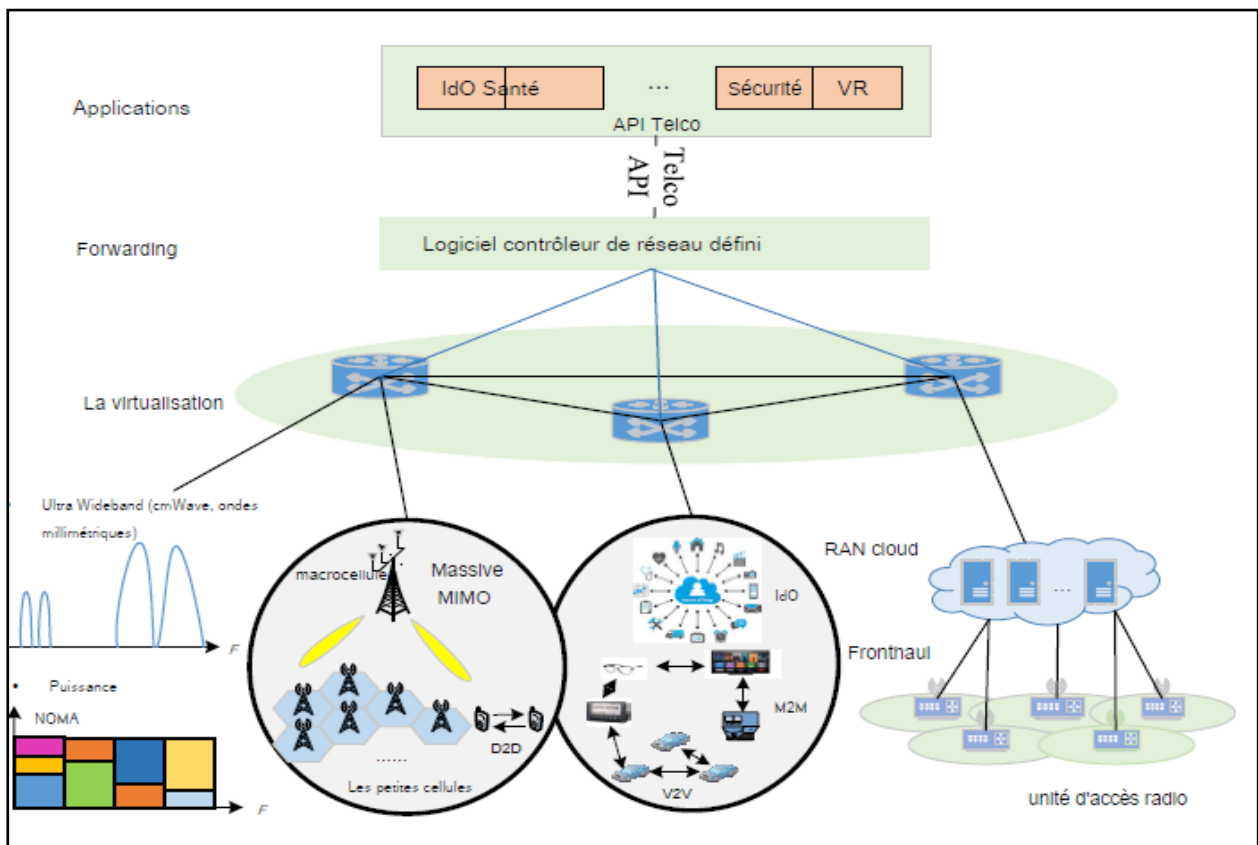 IdO Santé
...
Sécurité
VR
Applications
API Telco
Telco
API
Forwarding
Logiciel contrôleur de réseau défini
La virtualisation
Ultra Wideband (cmWave, ondes
millimétriques)
F
macrocellule
Massive
MIMO
D2D
......
Les petites cellules
IdO
M2M
V2V
RAN cloud
...
Fronthaul
unité d'accès radio
• Puissance
NOMA
F